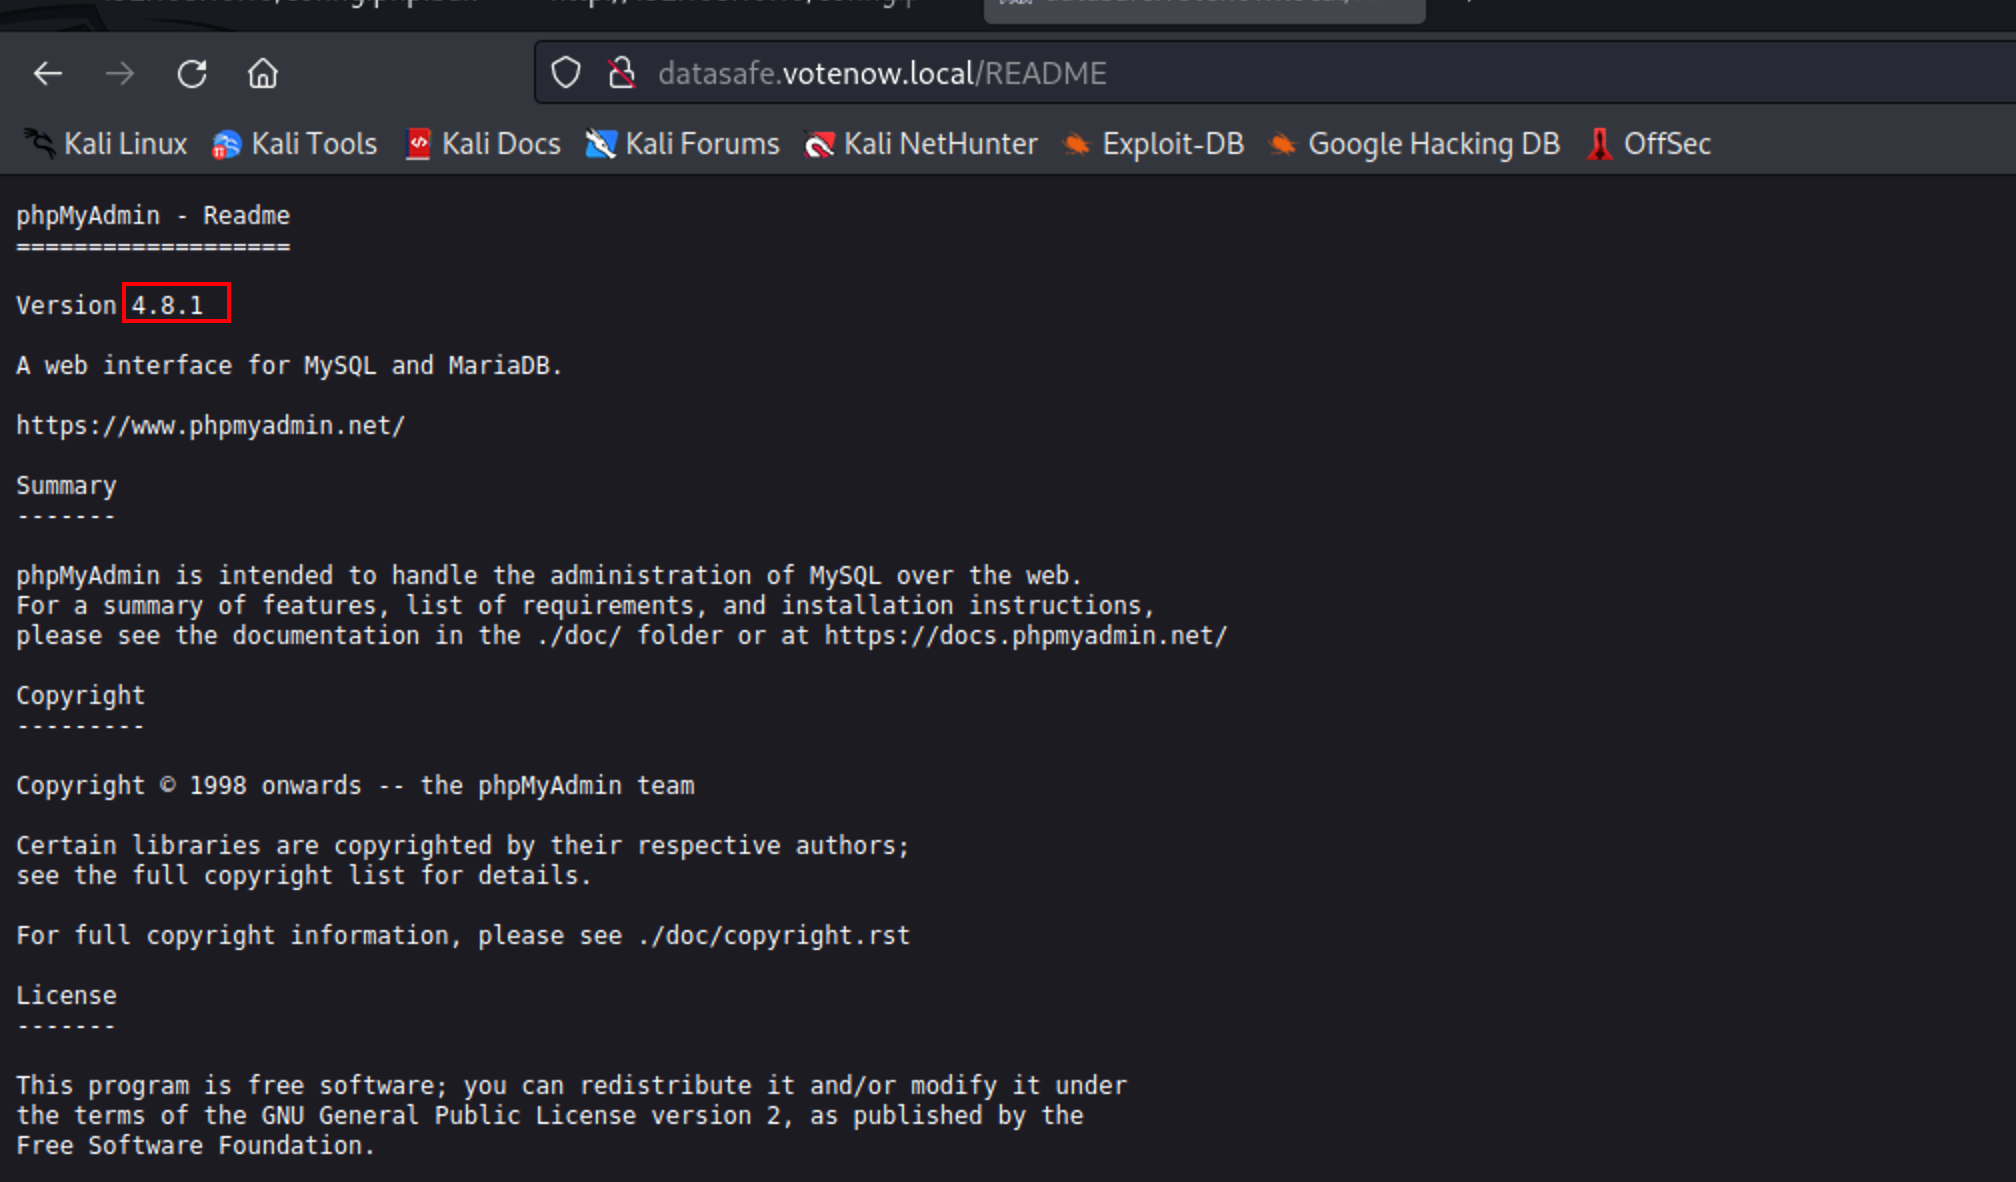 datasafe.votenow.local/README
Kali Linux Kali Tools Kali Docs Kali Forums Kali NetHunter Exploit-DB Google Hacking DB OffSec
phpMyAdmin - Readme
===================
Version 4.8.1
A web interface for MySQL and MariaDB.
https://www.phpmyadmin.net/
Summary
-------
phpMyAdmin is intended to handle the administration of MySQL over the web.
For a summary of features, list of requirements, and installation instructions,
please see the documentation in the ./doc/ folder or at https://docs.phpmyadmin.net/
Copyright
---------
Copyright © 1998 onwards -- the phpMyAdmin team
Certain libraries are copyrighted by their respective authors;
see the full copyright list for details.
For full copyright information, please see ./doc/copyright.rst
License
-------
This program is free software; you can redistribute it and/or modify it under
the terms of the GNU General Public License version 2, as published by the
Free Software Foundation.